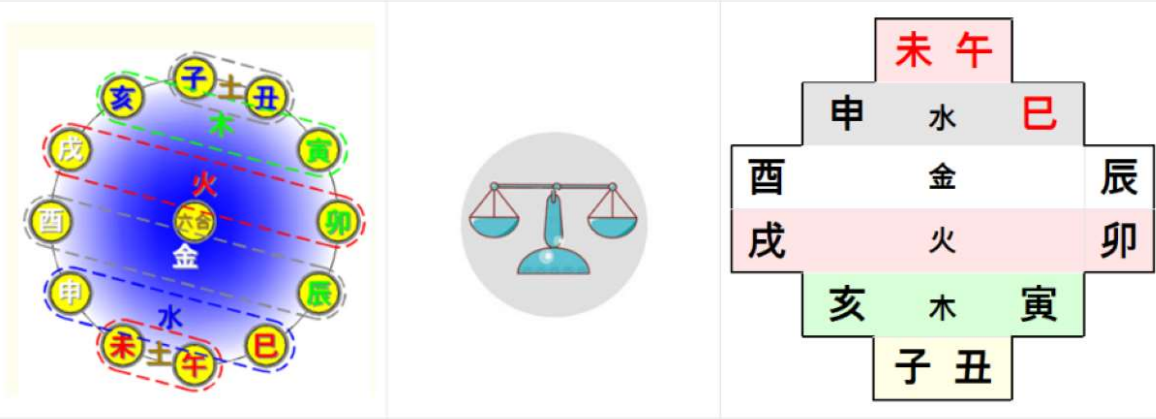 子 土 丑
亥 木 寅
戌 火 卯
六合
酉 金 辰
申 水 巳
未 土 午
未 午
申 水 巳
酉 金 辰
戌 火 卯
亥 木 寅
子 丑